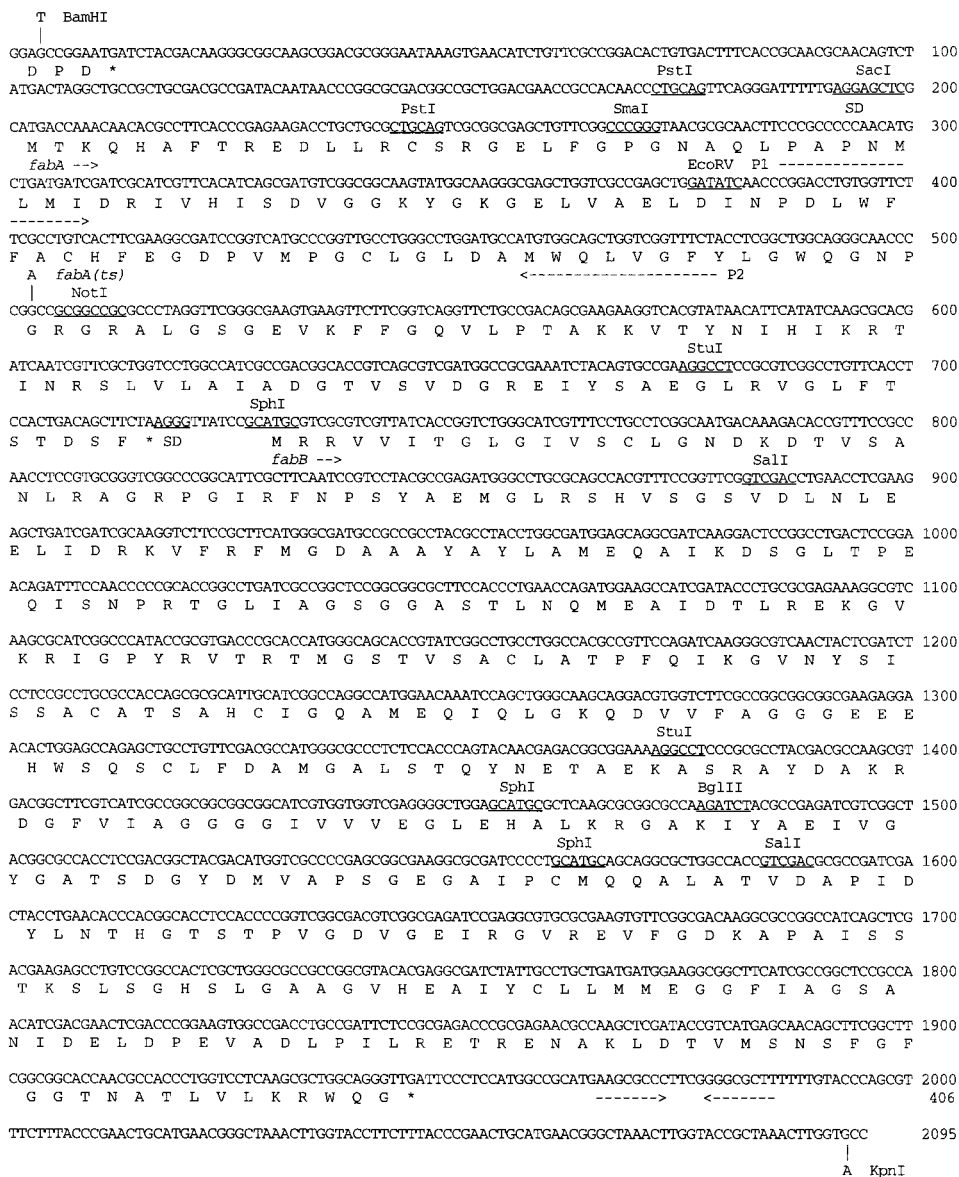 T BamHI
GGAGCCGGAATGATCTACGACAAGGGCGGCAAGCGGACGCGGGAATAAAGTGAACATCTGTTCGCCGGACACTGTGACTTTCACCGCAACGCAACAGTCT 100
D P D *
PstI SacI
ATGACTAGGCTGCCGCTGCGACGCCGATACAATAACCCGGCGCGACGGCCGCTGGACGAACCGCCACAACCCTGCAGTTCAGGGATTTTTGAGGAGCTCG 200
PstI SmaI SD
CATGACCAAACAACACGCCTTCACCCGAGAAGACCTGCTGCGCTGCAGTCGCGGCGAGCTGTTCGGCCCGGGTAACGCGCAACTTCCCGCCCCCAACATG 300
M T K Q H A F T R E D L L R C S R G E L F G P G N A Q L P A P N M
fabA --> EcoRV P1 -------------
CTGATGATCGATCGCATCGTTCACATCAGCGATGTCGGCGGCAAGTATGGCAAGGGCGAGCTGGTCGCCGAGCTGGATATCAACCCGGACCTGTGGTTCT 400
L M I D R I V H I S D V G G K Y G K G E L V A E L D I N P D L W F
-------->
TCGCCTGTCACTTCGAAGGCGATCCGGTCATGCCCGGTTGCCTGGGCCTGGATGCCATGTGGCAGCTGGTCGGTTTCTACCTCGGCTGGCAGGGCAACCC 500
F A C H F E G D P V M P G C L G L D A M W Q L V G F Y L G W Q G N P
A fabA(ts) <-------------------- P2
NotI
CGGCCGCGGCCGCGCCCTAGGTTCGGGCGAAGTGAAGTTCTTCGGTCAGGTTCTGCCGACAGCGAAGAAGGTCACGTATAACATTCATATCAAGCGCACG 600
G R G R A L G S G E V K F F G Q V L P T A K K V T Y N I H I K R T
StuI
ATCAATCGTTCGCTGGTCCTGGCCATCGCCGACGGCACCGTCAGCGTCGATGGCCGCGAAATCTACAGTGCCGAAGGCCTCCGCGTCGGCCTGTTCACCT 700
I N R S L V L A I A D G T V S V D G R E I Y S A E G L R V G L F T
SphI
CCACTGACAGCTTCTAAGGGTTATCCGCATGCGTCGCGTCGTTATCACCGGTCTGGGCATCGTTTCCTGCCTCGGCAATGACAAAGACACCGTTTCCGCC 800
S T D S F * SD M R R V V I T G L G I V S C L G N D K D T V S A
fabB --> SalI
AACCTCCGTGCGGGTCGGCCCGGCATTCGCTTCAATCCGTCCTACGCCGAGATGGGCCTGCGCAGCCACGTTTCCGGTTCGGTCGACCTGAACCTCGAAG 900
N L R A G R P G I R F N P S Y A E M G L R S H V S G S V D L N L E
AGCTGATCGATCGCAAGGTCTTCCGCTTCATGGGCGATGCCGCCGCCTACGCCTACCTGGCGATGGAGCAGGCGATCAAGGACTCCGGCCTGACTCCGGA 1000
E L I D R K V F R F M G D A A A Y A Y L A M E Q A I K D S G L T P E
ACAGATTTCCAACCCCCGCACCGGCCTGATCGCCGGCTCCGGCGGCGCTTCCACCCTGAACCAGATGGAAGCCATCGATACCCTGCGCGAGAAAGGCGTC 1100
Q I S N P R T G L I A G S G G A S T L N Q M E A I D T L R E K G V
AAGCGCATCGGCCCATACCGCGTGACCCGCACCATGGGCAGCACCGTATCGGCCTGCCTGGCCACGCCGTTCCAGATCAAGGGCGTCAACTACTCGATCT 1200
K R I G P Y R V T R T M G S T V S A C L A T P F Q I K G V N Y S I
CCTCCGCCTGCGCCACCAGCGCGCATTGCATCGGCCAGGCCATGGAACAAATCCAGCTGGGCAAGCAGGACGTGGTCTTCGCCGGCGGCGGCGAAGAGGA 1300
S S A C A T S A H C I G Q A M E Q I Q L G K Q D V V F A G G G E E E
StuI
ACACTGGAGCCAGAGCTGCCTGTTCGACGCCATGGGCGCCCTCTCCACCCAGTACAACGAGACGGCGGAAAAGGCCTCCCGCGCCTACGACGCCAAGCGT 1400
H W S Q S C L F D A M G A L S T Q Y N E T A E K A S R A Y D A K R
SphI BglII
GACGGCTTCGTCATCGCCGGCGGCGGCGGCATCGTGGTGGTCGAGGGGCTGGAGCATGCGCTCAAGCGCGGCGCCAAGATCTACGCCGAGATCGTCGGCT 1500
D G F V I A G G G G I V V V E G L E H A L K R G A K I Y A E I V G
SphI SalI
ACGGCGCCACCTCCGACGGCTACGACATGGTCGCCCCGAGCGGCGAAGGCGCGATCCCCTGCATGCAGCAGGCGCTGGCCACCGTCGACGCGCCGATCGA 1600
Y G A T S D G Y D M V A P S G E G A I P C M Q Q A L A T V D A P I D
CTACCTGAACACCCACGGCACCTCCACCCCGGTCGGCGACGTCGGCGAGATCCGAGGCGTGCGCGAAGTGTTCGGCGACAAGGCGCCGGCCATCAGCTCG 1700
Y L N T H G T S T P V G D V G E I R G V R E V F G D K A P A I S S
ACGAAGAGCCTGTCCGGCCACTCGCTGGGCGCCGCCGGCGTACACGAGGCGATCTATTGCCTGCTGATGATGGAAGGCGGCTTCATCGCCGGCTCCGCCA 1800
T K S L S G H S L G A A G V H E A I Y C L L M M E G G F I A G S A
ACATCGACGAACTCGACCCGGAAGTGGCCGACCTGCCGATTCTCCGCGAGACCCGCGAGAACGCCAAGCTCGATACCGTCATGAGCAACAGCTTCGGCTT 1900
N I D E L D P E V A D L P I L R E T R E N A K L D T V M S N S F G F
CGGCGGCACCAACGCCACCCTGGTCCTCAAGCGCTGGCAGGGTTGATTCCCTCCATGGCCGCATGAAGCGCCCTTCGGGGCGCTTTTTTGTACCCAGCGT 2000
G G T N A T L V L K R W Q G * -------> <------- 406
TTCTTTACCCGAACTGCATGAACGGGCTAAACTTGGTACCTTCTTTACCCGAACTGCATGAACGGGCTAAACTTGGTACCGCTAAACTTGGTGCC 2095
A KpnI